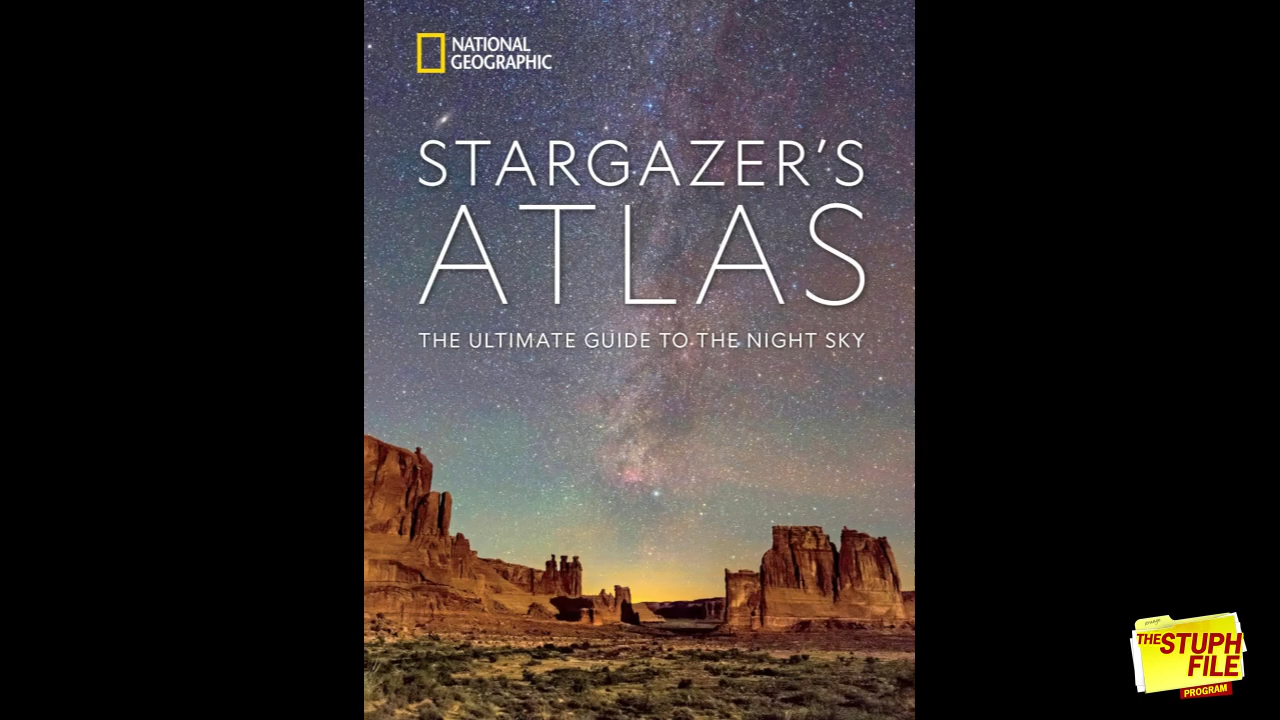 NATIONAL
GEOGRAPHIC
STARGAZER'S
ATLAS
THE ULTIMATE GUIDE TO THE NIGHT SKY
THE STUPH
FILE
PROGRAM